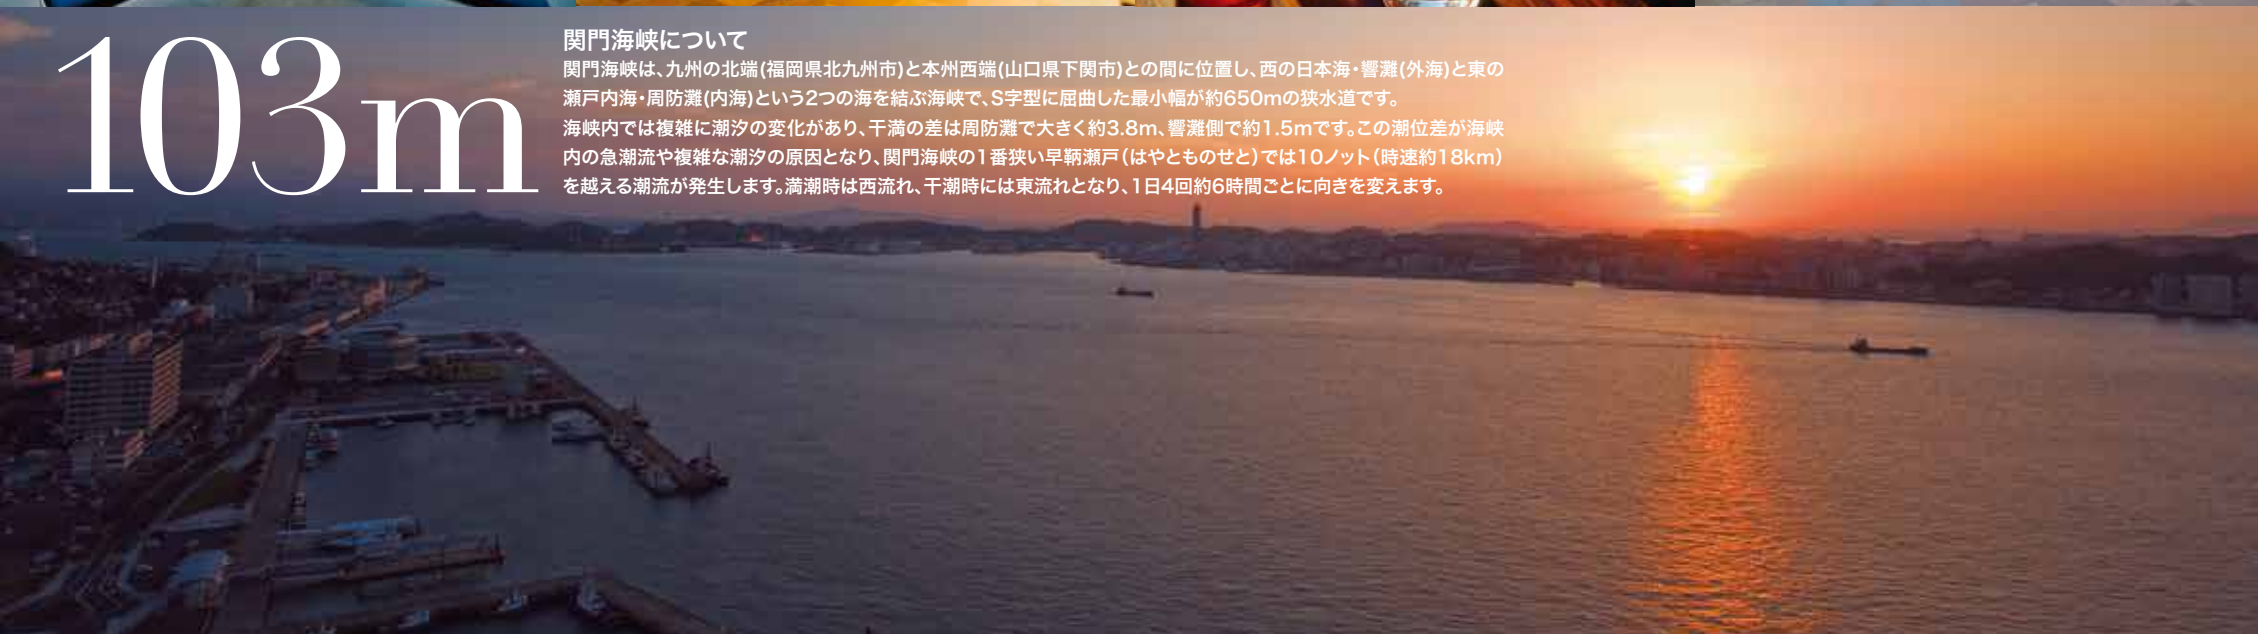 103m
関門海峡について
関門海峡は、九州の北端(福岡県北九州市)と本州西端(山口県下関市)との間に位置し、西の日本海・響灘(外海)と東の
瀬戸内海・周防灘(内海)という2つの海を結ぶ海峡で、S字型に屈曲した最小幅が約650mの狭水道です。
海峡内では複雑に潮汐の変化があり、干満の差は周防灘で大きく約3.8m、響灘側で約1.5mです。この潮位差が海峡
内の急潮流や複雑な潮汐の原因となり、関門海峡の1番狭い早鞆瀬戸（はやとものせと）では10ノット（時速約18km）
を越える潮流が発生します。満潮時は西流れ、干潮時には東流れとなり、1日4回約6時間ごとに向きを変えます。